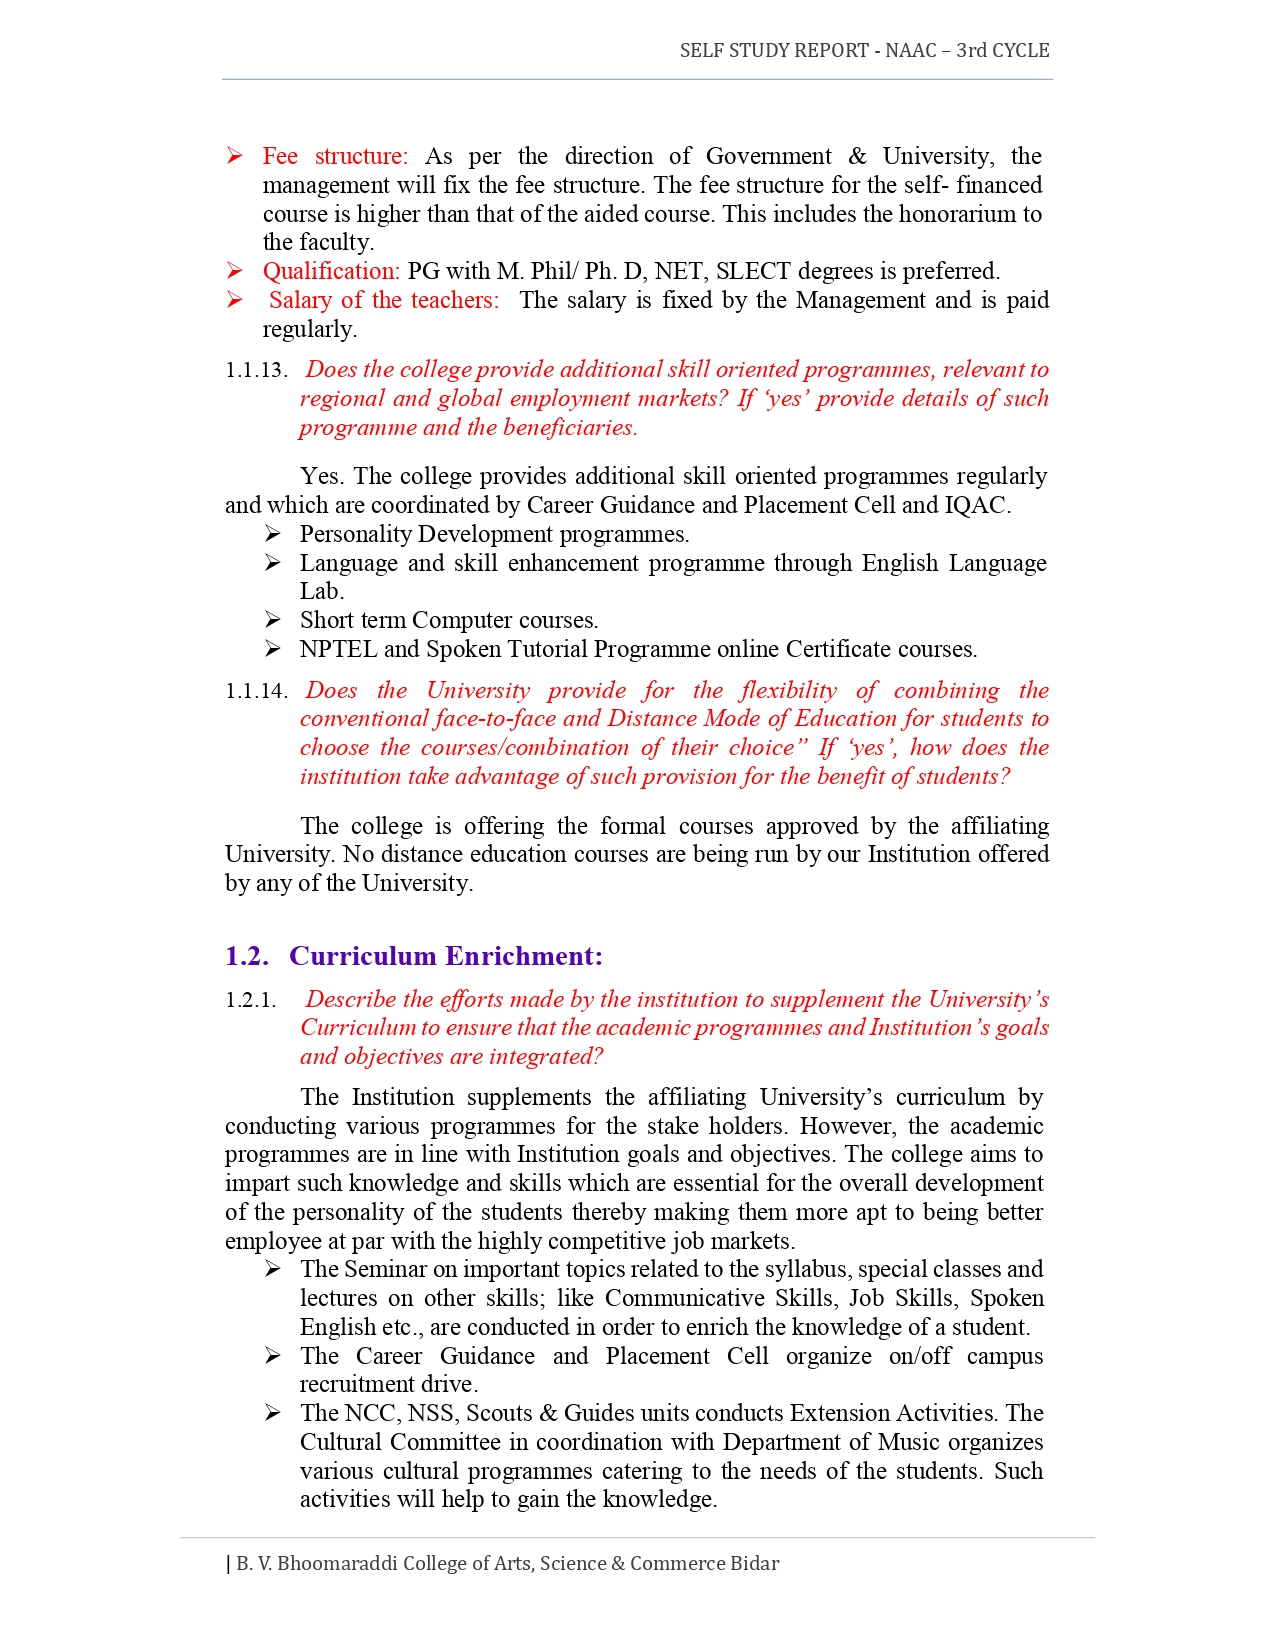 SELF STUDY REPORT - NAAC – 3rd CYCLE
➢ Fee structure: As per the direction of Government & University, the
management will fix the fee structure. The fee structure for the self- financed
course is higher than that of the aided course. This includes the honorarium to
the faculty.
➢ Qualification: PG with M. Phil/ Ph. D, NET, SLECT degrees is preferred.
➢ Salary of the teachers: The salary is fixed by the Management and is paid
regularly.
1.1.13. Does the college provide additional skill oriented programmes, relevant to
regional and global employment markets? If ‘yes’ provide details of such
programme and the beneficiaries.
Yes. The college provides additional skill oriented programmes regularly
and which are coordinated by Career Guidance and Placement Cell and IQAC.
➢ Personality Development programmes.
➢ Language and skill enhancement programme through English Language
Lab.
➢ Short term Computer courses.
➢ NPTEL and Spoken Tutorial Programme online Certificate courses.
1.1.14. Does the University provide for the flexibility of combining the
conventional face-to-face and Distance Mode of Education for students to
choose the courses/combination of their choice” If ‘yes’, how does the
institution take advantage of such provision for the benefit of students?
The college is offering the formal courses approved by the affiliating
University. No distance education courses are being run by our Institution offered
by any of the University.
1.2. Curriculum Enrichment:
1.2.1. Describe the efforts made by the institution to supplement the University’s
Curriculum to ensure that the academic programmes and Institution’s goals
and objectives are integrated?
The Institution supplements the affiliating University’s curriculum by
conducting various programmes for the stake holders. However, the academic
programmes are in line with Institution goals and objectives. The college aims to
impart such knowledge and skills which are essential for the overall development
of the personality of the students thereby making them more apt to being better
employee at par with the highly competitive job markets.
➢ The Seminar on important topics related to the syllabus, special classes and
lectures on other skills; like Communicative Skills, Job Skills, Spoken
English etc., are conducted in order to enrich the knowledge of a student.
➢ The Career Guidance and Placement Cell organize on/off campus
recruitment drive.
➢ The NCC, NSS, Scouts & Guides units conducts Extension Activities. The
Cultural Committee in coordination with Department of Music organizes
various cultural programmes catering to the needs of the students. Such
activities will help to gain the knowledge.
| B. V. Bhoomaraddi College of Arts, Science & Commerce Bidar